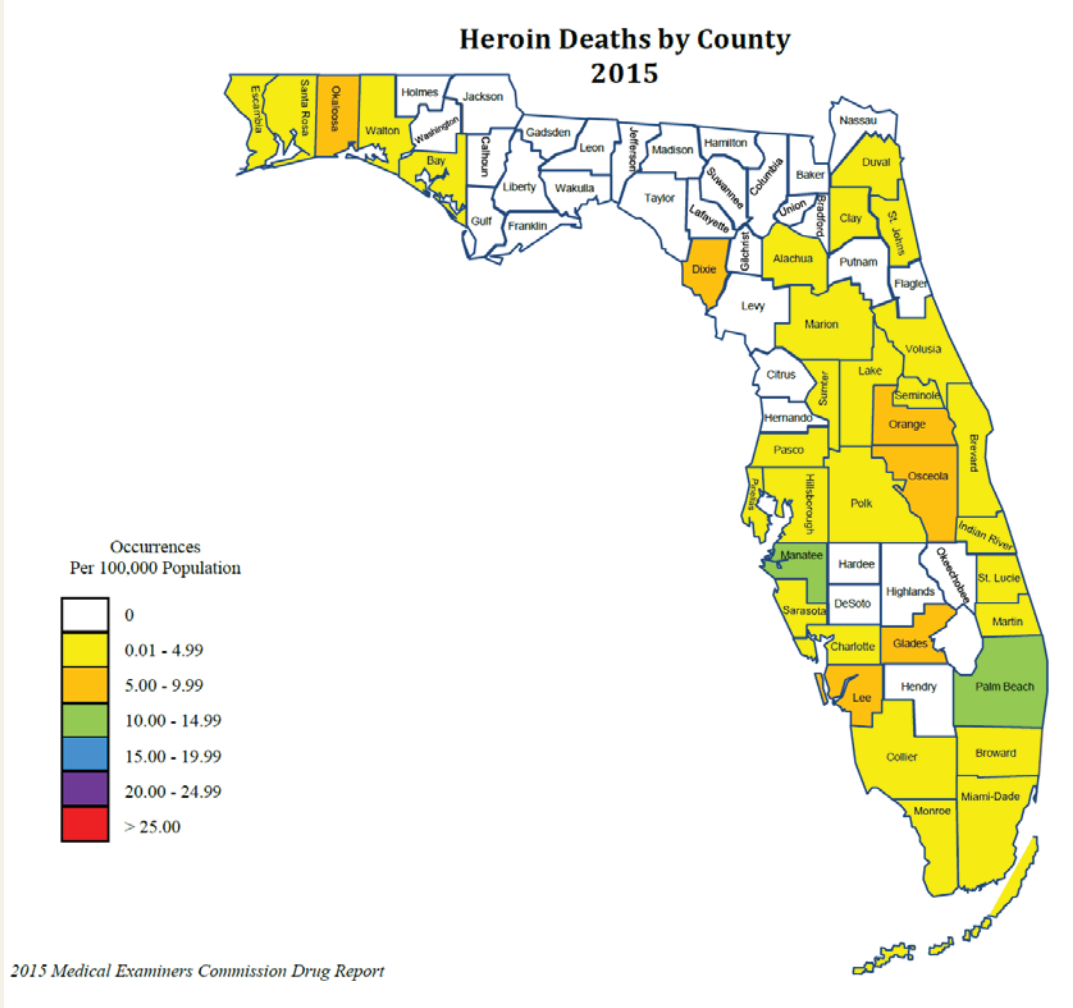 Heroin Deaths by County
2015
Escambia
Santa Rosa
Okaloosa
Walton
Holmes
Jackson
Washington
Bay
Calhoun
Gulf
Gadsden
Liberty
Franklin
Leon
Wakulla
Jefferson
Madison
Taylor
Hamilton
Suwannee
Lafayette
Columbia
Baker
Union
Bradford
Nassau
Duval
Clay
St. Johns
Dixie
Gilchrist
Alachua
Putnam
Flagler
Levy
Marion
Volusia
Citrus
Sumter
Lake
Seminole
Hernando
Orange
Brevard
Pasco
Osceola
Pinellas
Hillsborough
Polk
Indian River
Manatee
Hardee
Highlands
Okeechobee
St. Lucie
Sarasota
DeSoto
Martin
Charlotte
Glades
Lee
Hendry
Palm Beach
Collier
Broward
Monroe
Miami-Dade
Occurrences
Per 100,000 Population
0
0.01 - 4.99
5.00 - 9.99
10.00 - 14.99
15.00 - 19.99
20.00 - 24.99
> 25.00
2015 Medical Examiners Commission Drug Report